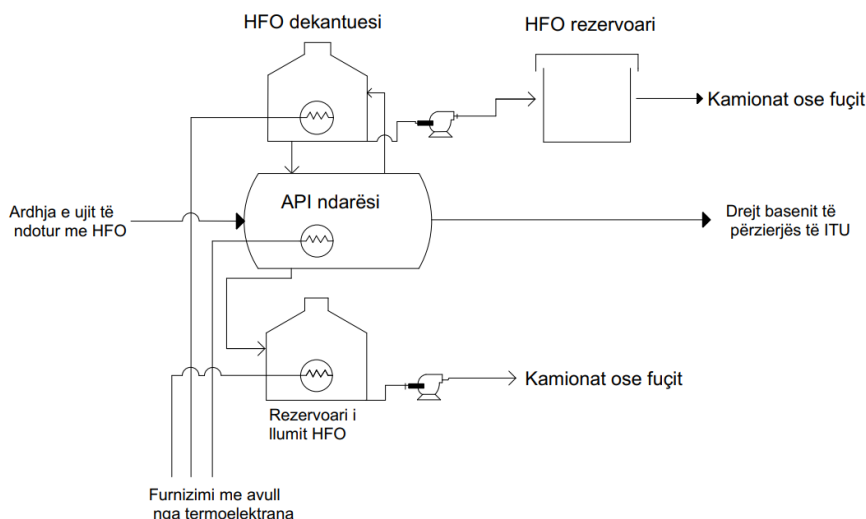 HFO dekantuesi
HFO rezervoari
Kamionat ose fuçit
API ndarësi
Ardhja e ujit të
ndotur me HFO
Drejt basenit të
përzierjës të ITU
Kamionat ose fuçit
Rezervoari i
llumit HFO
Furnizimi me avull
nga termoelektrana